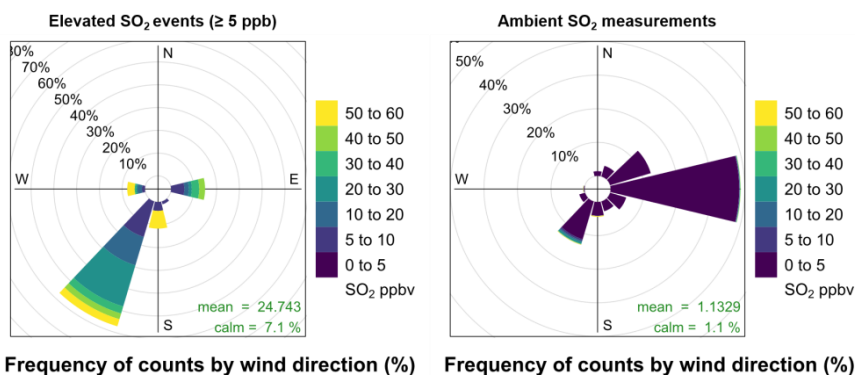 Elevated SO₂ events (≥ 5 ppb)
N
80%
70%
60%
50%
40%
30%
20%
10%
W
E
S
mean = 24.743
calm = 7.1 %
50 to 60
40 to 50
30 to 40
20 to 30
10 to 20
5 to 10
0 to 5
SO₂ ppbv
Frequency of counts by wind direction (%)
Ambient SO₂ measurements
N
50%
40%
30%
20%
10%
W
S
mean = 1.1329
calm = 1.1 %
50 to 60
40 to 50
30 to 40
20 to 30
10 to 20
5 to 10
0 to 5
SO₂ ppbv
Frequency of counts by wind direction (%)